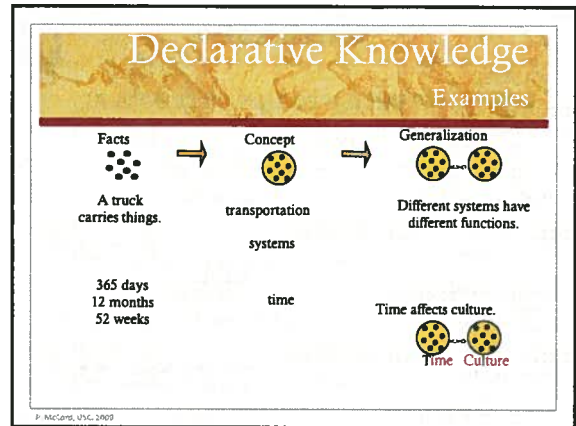 Declarative Knowledge
Examples
Facts
Concept
Generalization
A truck
carries things.
transportation
Different systems have
different functions.
systems
365 days
12 months
52 weeks
time
Time affects culture.
Time Culture
USC, 2009